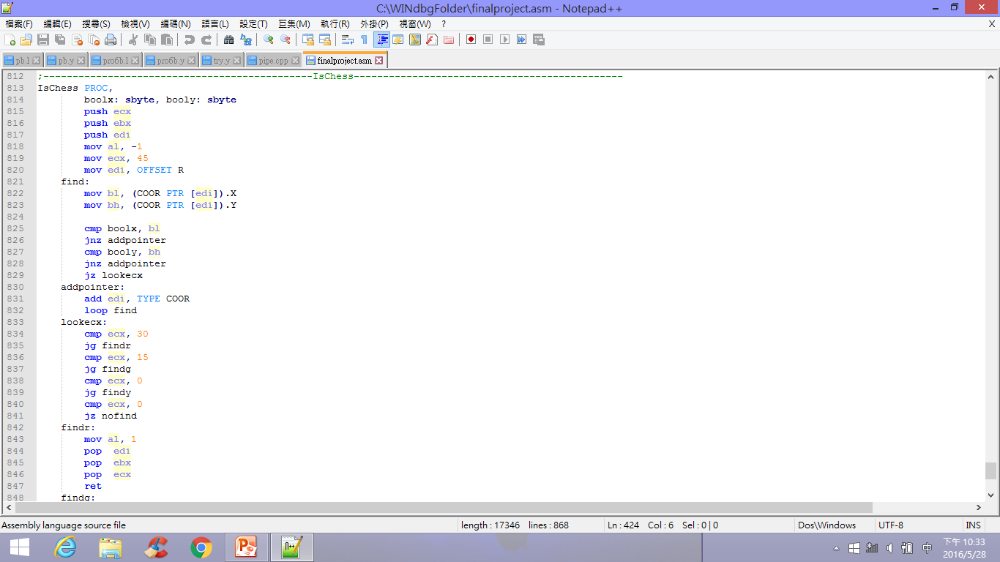 C:\WINdbgFolder\finalproject.asm - Notepad++
檔案(F) 編輯(E) 搜尋(S) 檢視(V) 編碼(N) 語言(L) 設定(T) 巨集(M) 執行(R) 外掛(P) 視窗(W) ? X
pb.l pb.y pro6b.l pro6b.y try.y pipe.cpp finalproject.asm
812 ;----------------------------------------------IsChess----------------------------------------------
813 IsChess PROC,
814 boolx: sbyte, booly: sbyte
815 push ecx
816 push ebx
817 push edi
818 mov al, -1
819 mov ecx, 45
820 mov edi, OFFSET R
821 find:
822 mov bl, (COOR PTR [edi]).X
823 mov bh, (COOR PTR [edi]).Y
824
825 cmp boolx, bl
826 jnz addpointer
827 cmp booly, bh
828 jnz addpointer
829 jz lookecx
830 addpointer:
831 add edi, TYPE COOR
832 loop find
833 lookecx:
834 cmp ecx, 30
835 jg findr
836 cmp ecx, 15
837 jg findg
838 cmp ecx, 0
839 jg findy
840 cmp ecx, 0
841 jz nofind
842 findr:
843 mov al, 1
844 pop  edi
845 pop  ebx
846 pop  ecx
847 ret
848 findg:
Assembly language source file length : 17346 lines : 868 Ln : 424 Col : 6 Sel : 0 | 0 Dos\Windows UTF-8 INS
中 下午 10:33
2016/5/28